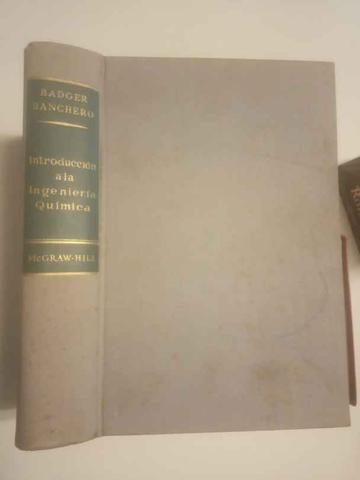 BADGER
BANCHERO
Introducción
a la
Ingeniería
Química
McGRAW-HILL